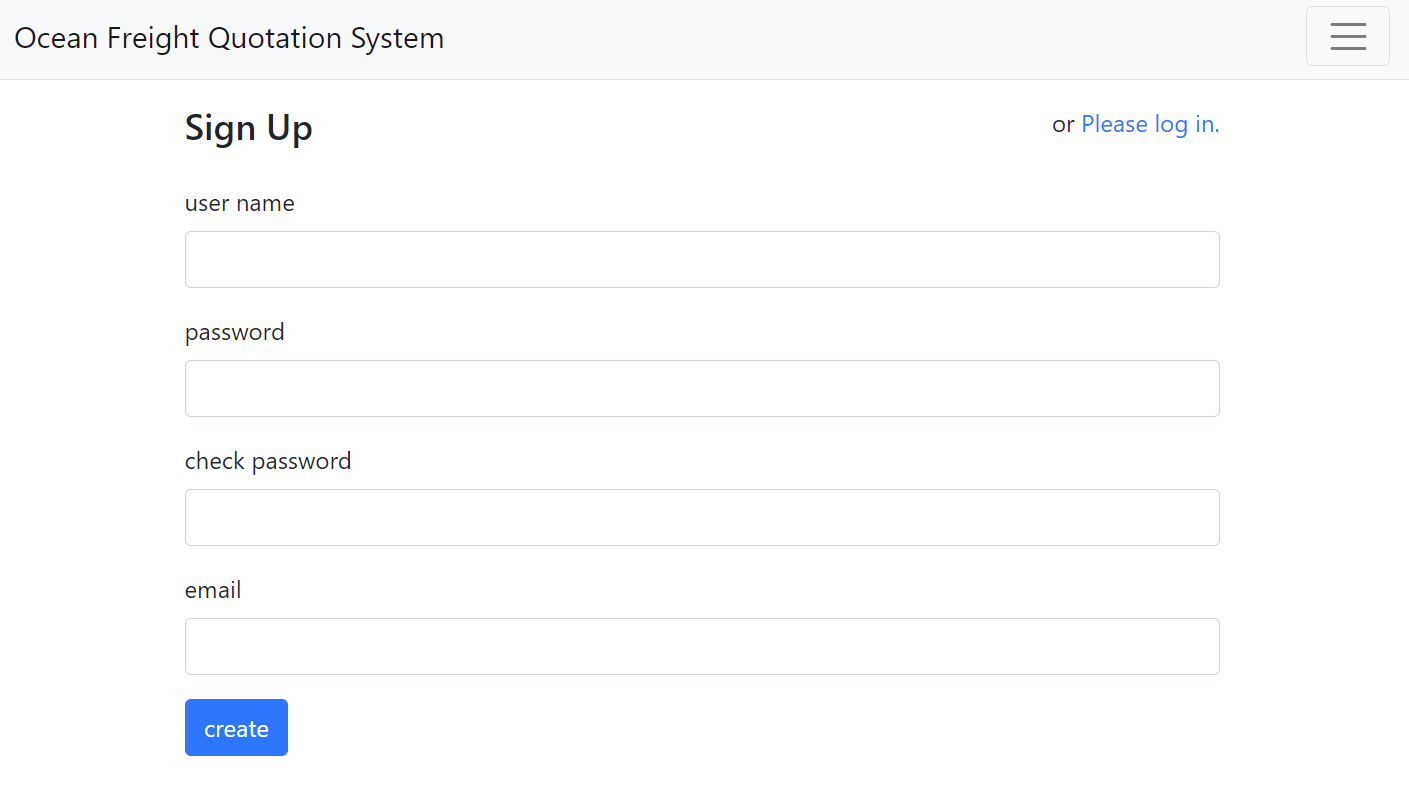 Ocean Freight Quotation System
Sign Up
or Please log in.
user name
password
check password
email
create